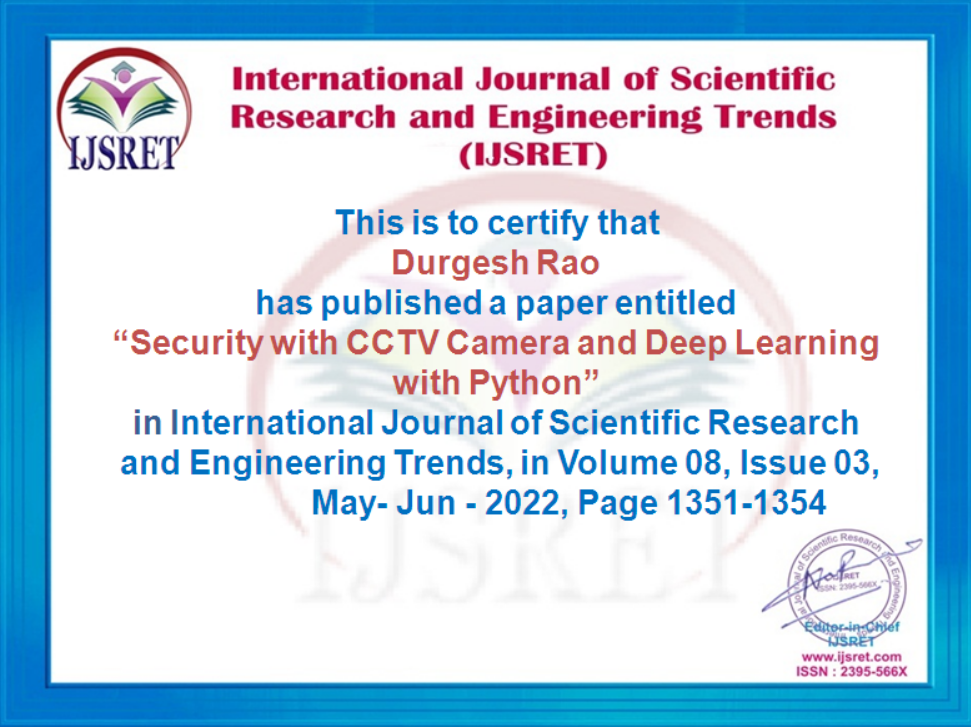 IJSRET
International Journal of Scientific
Research and Engineering Trends
(IJSRET)
This is to certify that
Durgesh Rao
has published a paper entitled
“Security with CCTV Camera and Deep Learning
with Python”
in International Journal of Scientific Research
and Engineering Trends, in Volume 08, Issue 03,
May- Jun - 2022, Page 1351-1354
IJSRET
of Scientific Research and Engineering
IJSRET
ISSN: 2395-566X
Editor-in-Chief
IJSRET
www.ijsret.com
ISSN : 2395-566X